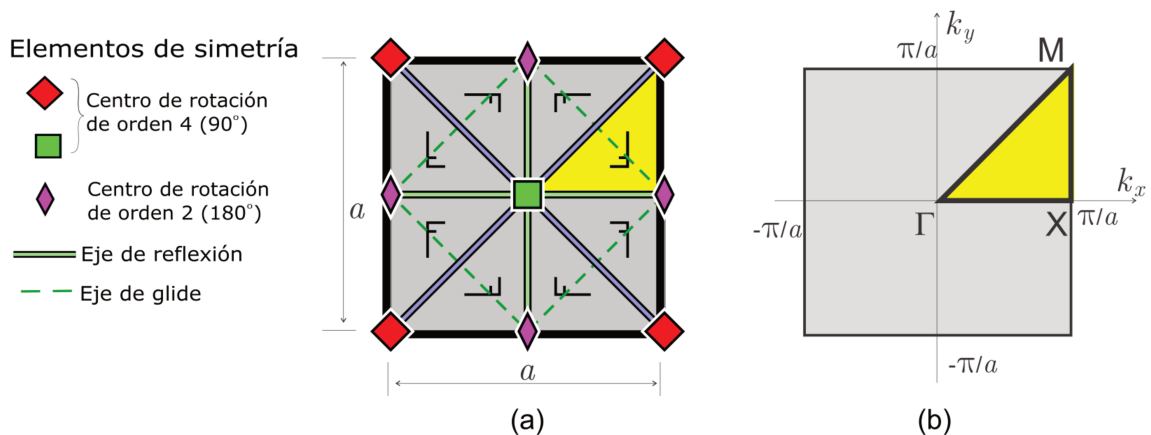 Elementos de simetría
Centro de rotación
de orden 4 (90°)
Centro de rotación
de orden 2 (180°)
Eje de reflexión
Eje de glide
a
a
(a)
k_y
π/a
M
k_x
Γ
X
π/a
-π/a
-π/a
(b)